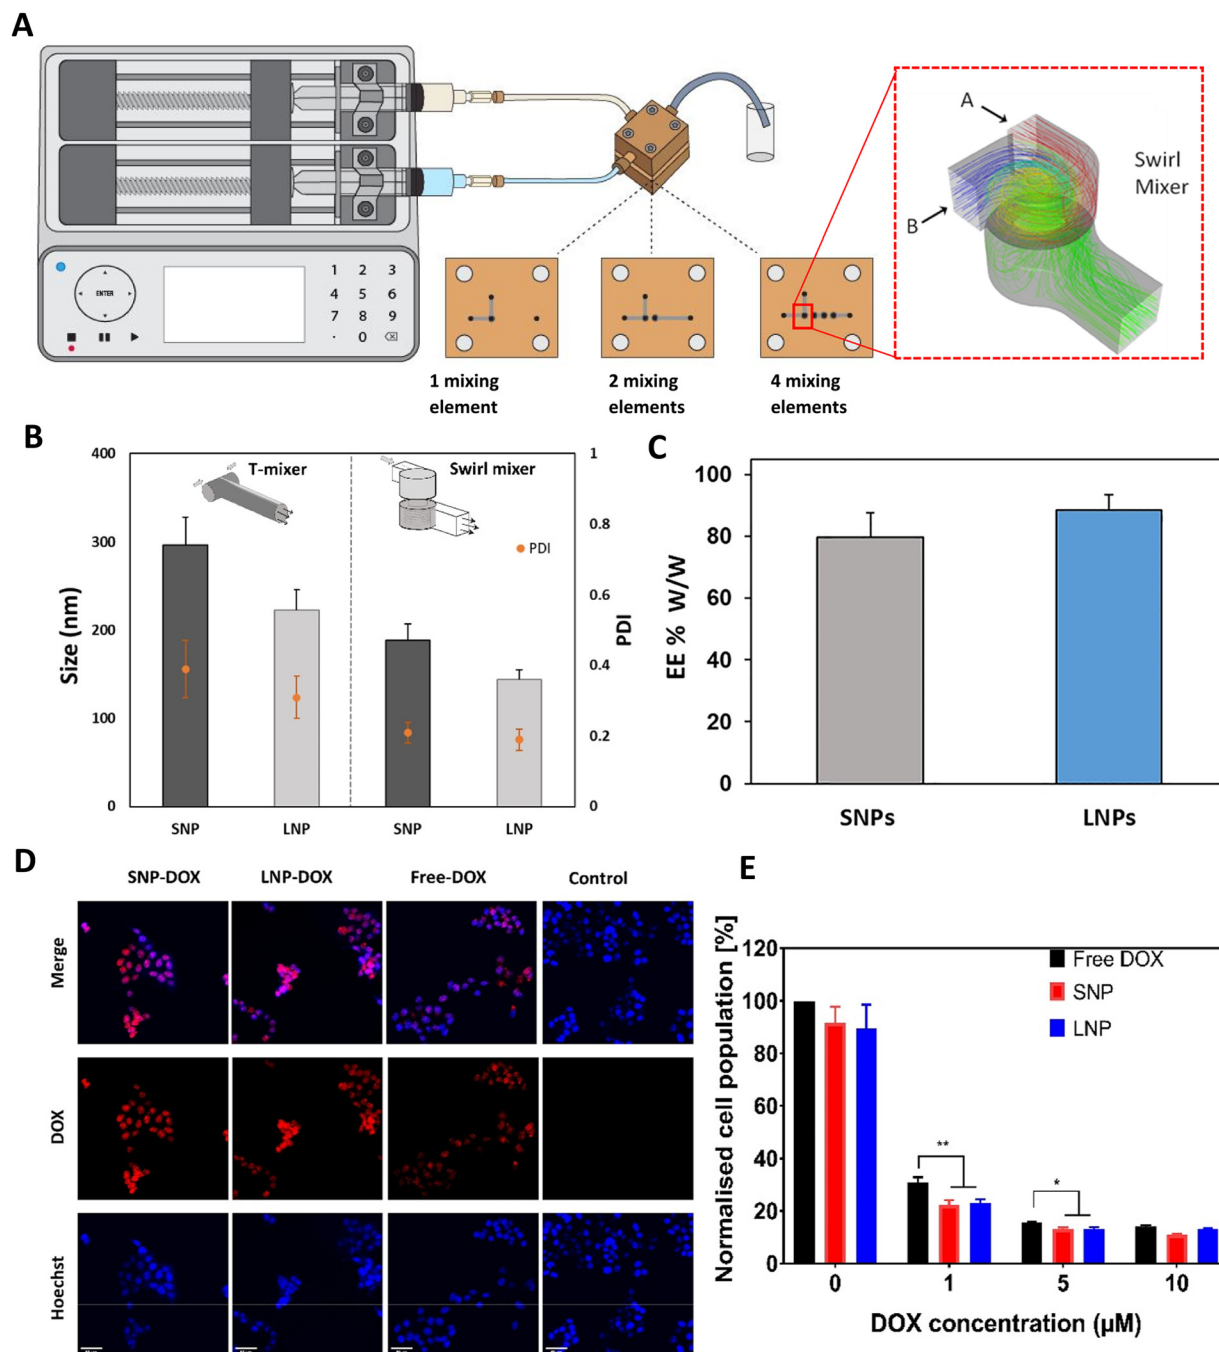 A
ENTER
1 2 3
4 5 6
7 8 9
. 0
A
B
Swirl
Mixer
1 mixing
element
2 mixing
elements
4 mixing
elements
B
400
300
200
100
0
Size (nm)
T-mixer
Swirl mixer
PDI
1
0.8
0.6
0.4
0.2
0
PDI
SNP
LNP
SNP
LNP
C
100
80
60
40
20
0
EE % W/W
SNPs
LNPs
D
SNP-DOX
LNP-DOX
Free-DOX
Control
Merge
DOX
Hoechst
E
Normalised cell population [%]
120
100
80
60
40
20
0
Free DOX
SNP
LNP
**
*
0
1
5
10
DOX concentration (µM)